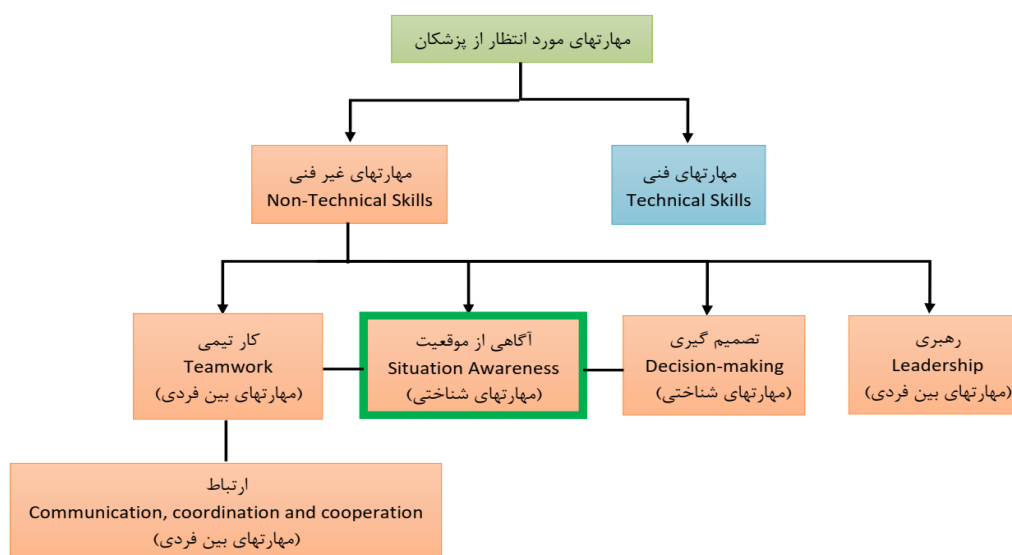 مهارتهای مورد انتظار از پزشکان
مهارتهای غیر فنی
Non-Technical Skills
مهارتهای فنی
Technical Skills
کار تیمی
Teamwork
(مهارتهای بین فردی)
آگاهی از موقعیت
Situation Awareness
(مهارتهای شناختی)
تصمیم گیری
Decision-making
(مهارتهای شناختی)
رهبری
Leadership
(مهارتهای بین فردی)
ارتباط
Communication, coordination and cooperation
(مهارتهای بین فردی)